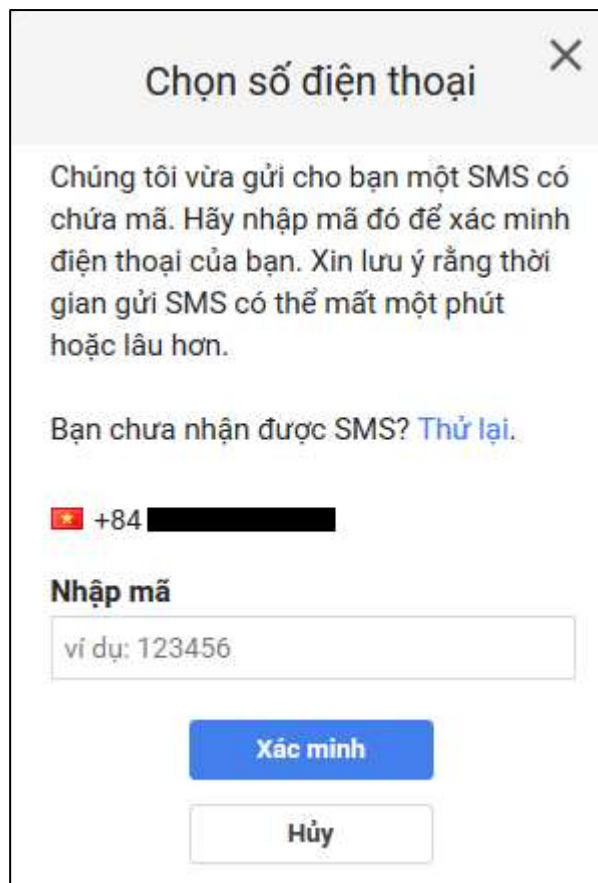 Chọn số điện thoại
Chúng tôi vừa gửi cho bạn một SMS có
chứa mã. Hãy nhập mã đó để xác minh
điện thoại của bạn. Xin lưu ý rằng thời
gian gửi SMS có thể mất một phút
hoặc lâu hơn.
Bạn chưa nhận được SMS? Thử lại.
+84
Nhập mã
ví dụ: 123456
Xác minh
Hủy